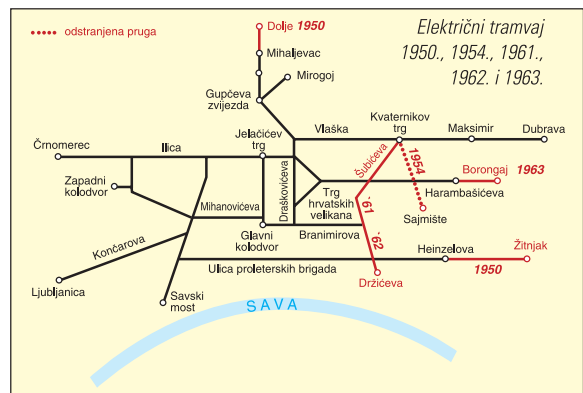 odstranjena pruga
Dolje 1950
Električni tramvaj
1950., 1954., 1961.,
1962. i 1963.
Mihaljevac
Mirogoj
Gupčeva
zvijezda
Kvaternikov
trg
Jelačićev
trg
Vlaška
Maksimir
Dubrava
Črnomerec
Ilica
Šubićeva
1954
Borongaj 1963
Zapadni
kolodvor
Mihanovićeva
Draškovićeva
Trg
hrvatskih
velikana
Harambašićeva
'61
Sajmište
Glavni
kolodvor
Branimirova
'62
Končarova
Heinzelova
Žitnjak
1950
Ulica proleterskih brigada
Držićeva
Ljubljanica
Savski
most
SAVA